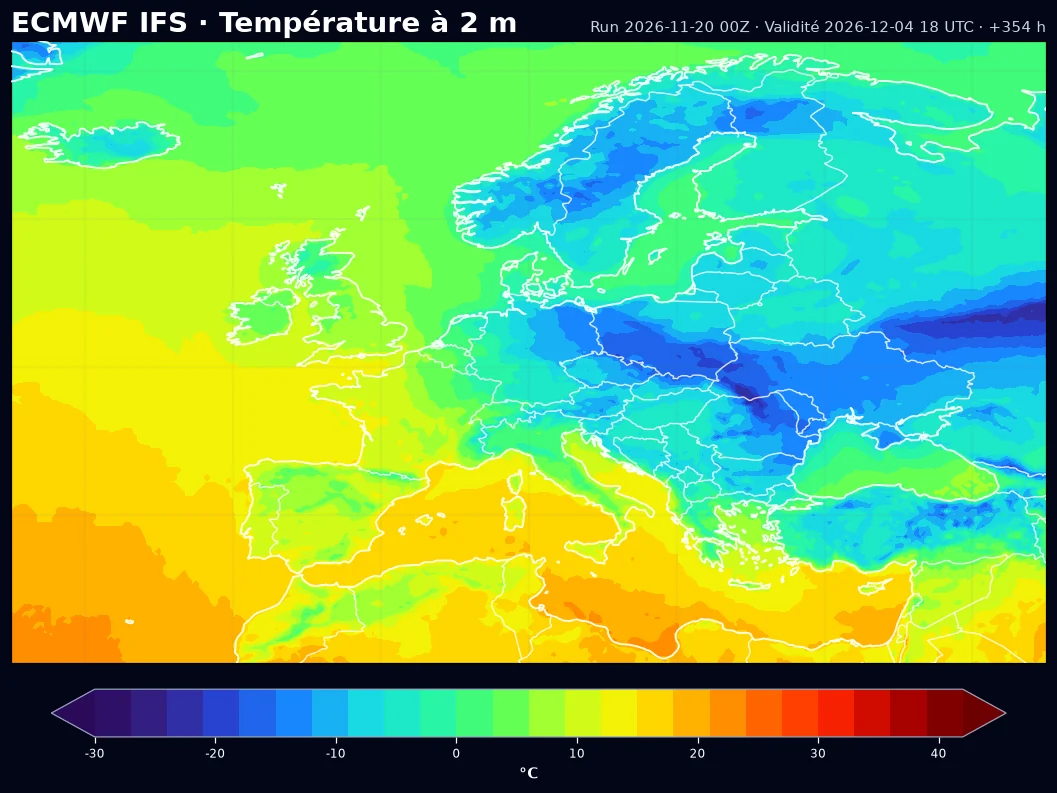 ECMWF IFS · Température à 2 m
Run 2026-11-20 00Z · Validité 2026-12-04 18 UTC · +354 h
-30 -20 -10 0 10 20 30 40
°C